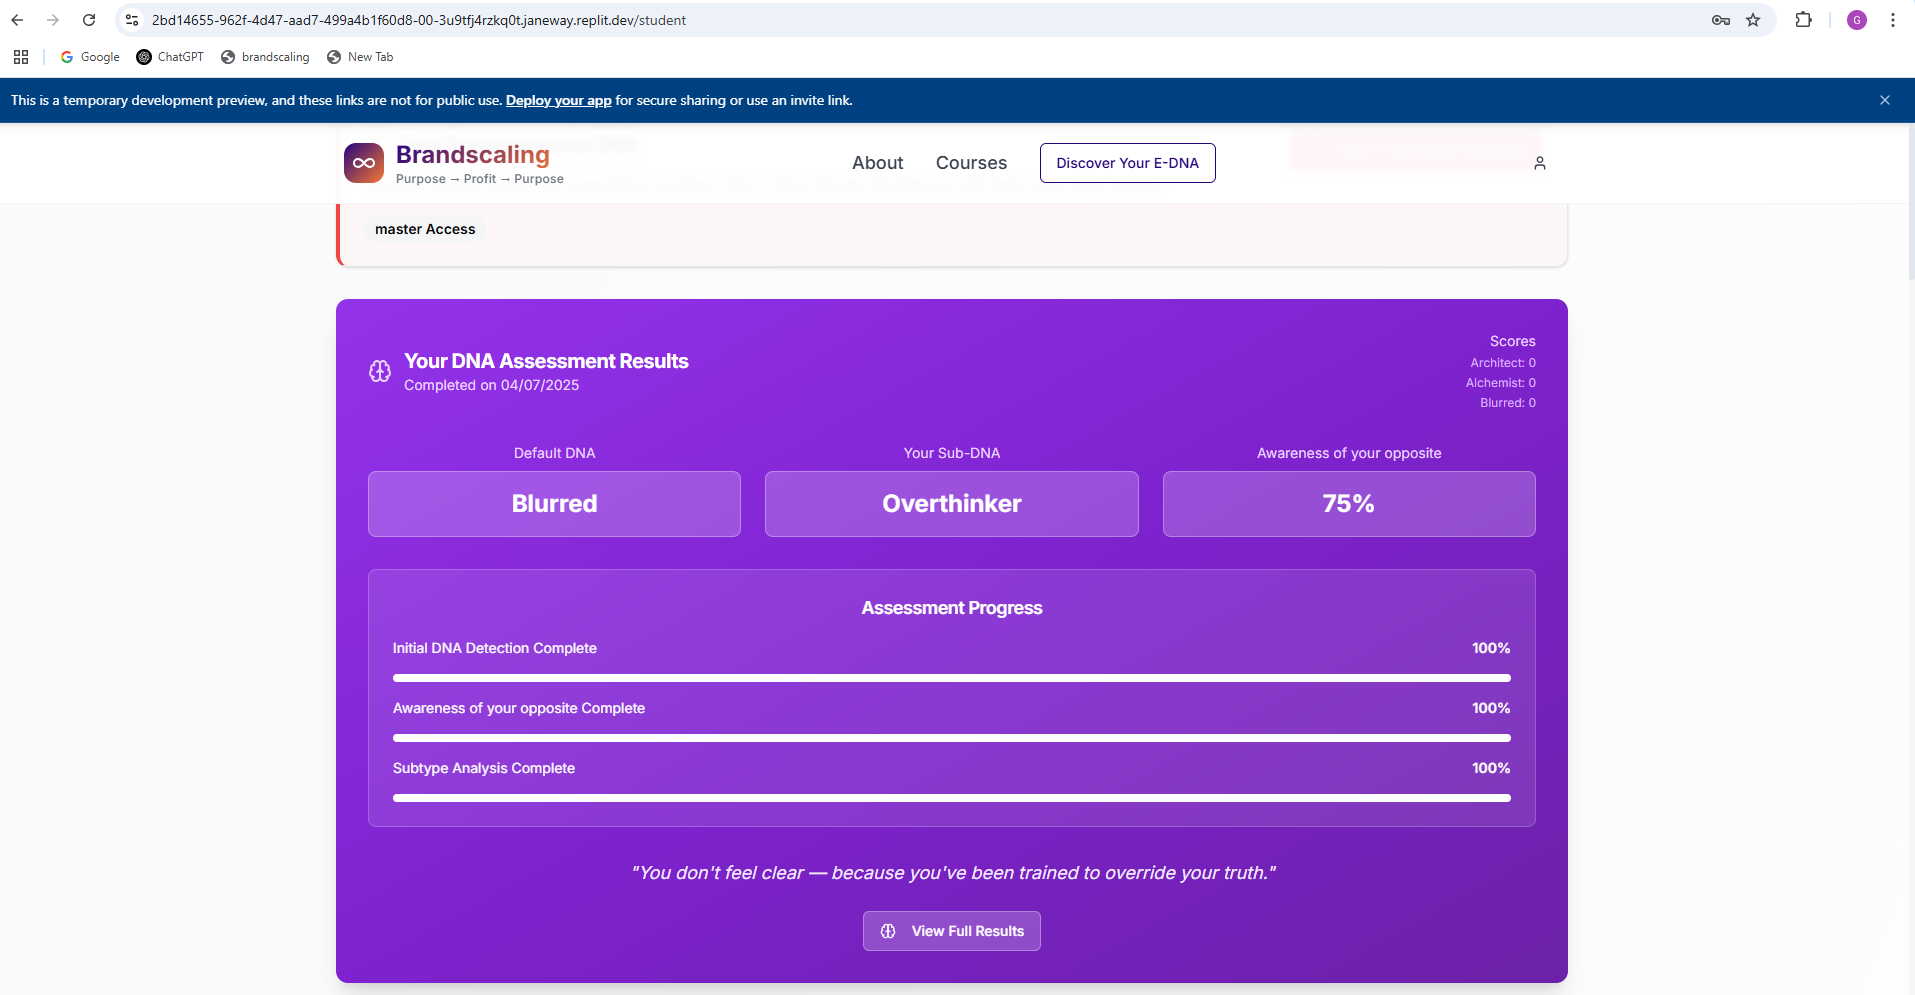 2bd14655-962f-4d47-aad7-499a4b1f60d8-00-3u9tfj4rzkq0t.janeway.replit.dev/student
G
Google
ChatGPT
brandscaling
New Tab
This is a temporary development preview, and these links are not for public use. Deploy your app for secure sharing or use an invite link.
Brandscaling
Purpose → Profit → Purpose
About
Courses
Discover Your E-DNA
master Access
Your DNA Assessment Results
Completed on 04/07/2025
Scores
Architect: 0
Alchemist: 0
Blurred: 0
Default DNA
Blurred
Your Sub-DNA
Overthinker
Awareness of your opposite
75%
Assessment Progress
Initial DNA Detection Complete 100%
Awareness of your opposite Complete 100%
Subtype Analysis Complete 100%
"You don't feel clear — because you've been trained to override your truth."
View Full Results